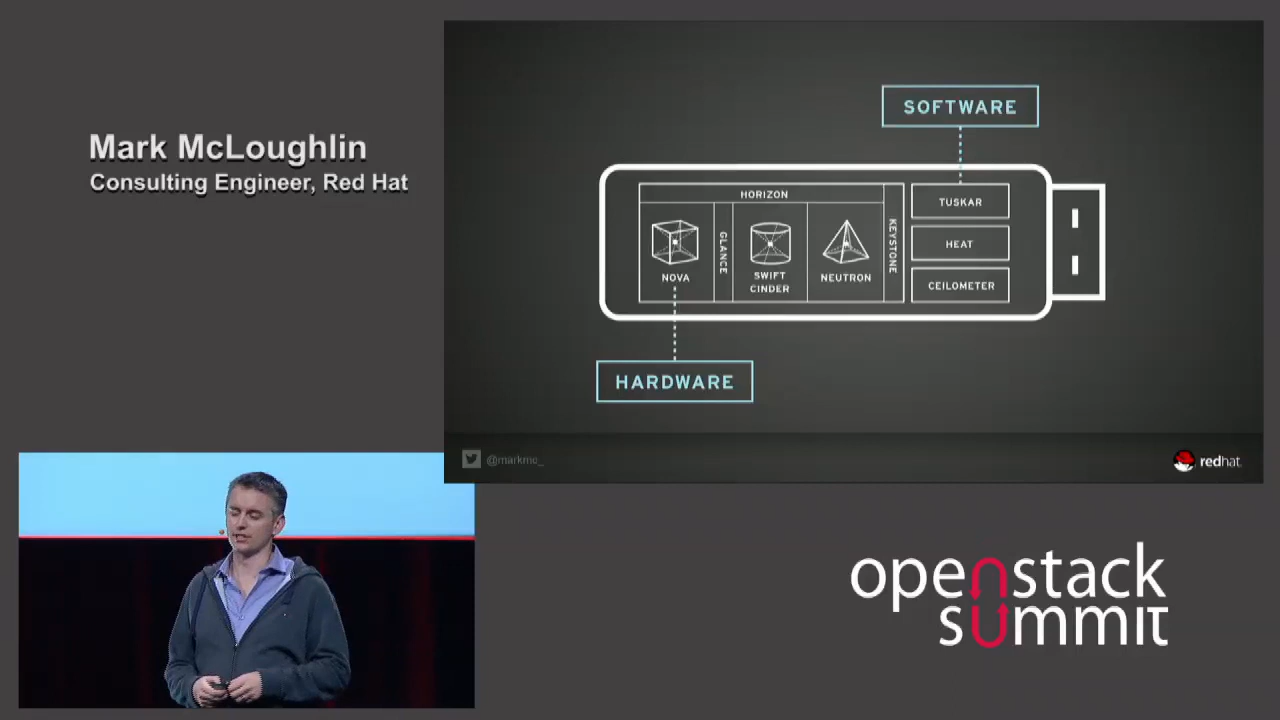 Mark McLoughlin
Consulting Engineer, Red Hat
SOFTWARE
HORIZON
NOVA
GLANCE
SWIFT
CINDER
NEUTRON
KEYSTONE
TUSKAR
HEAT
CEILOMETER
HARDWARE
@markmc_
redhat.
openstack
summit